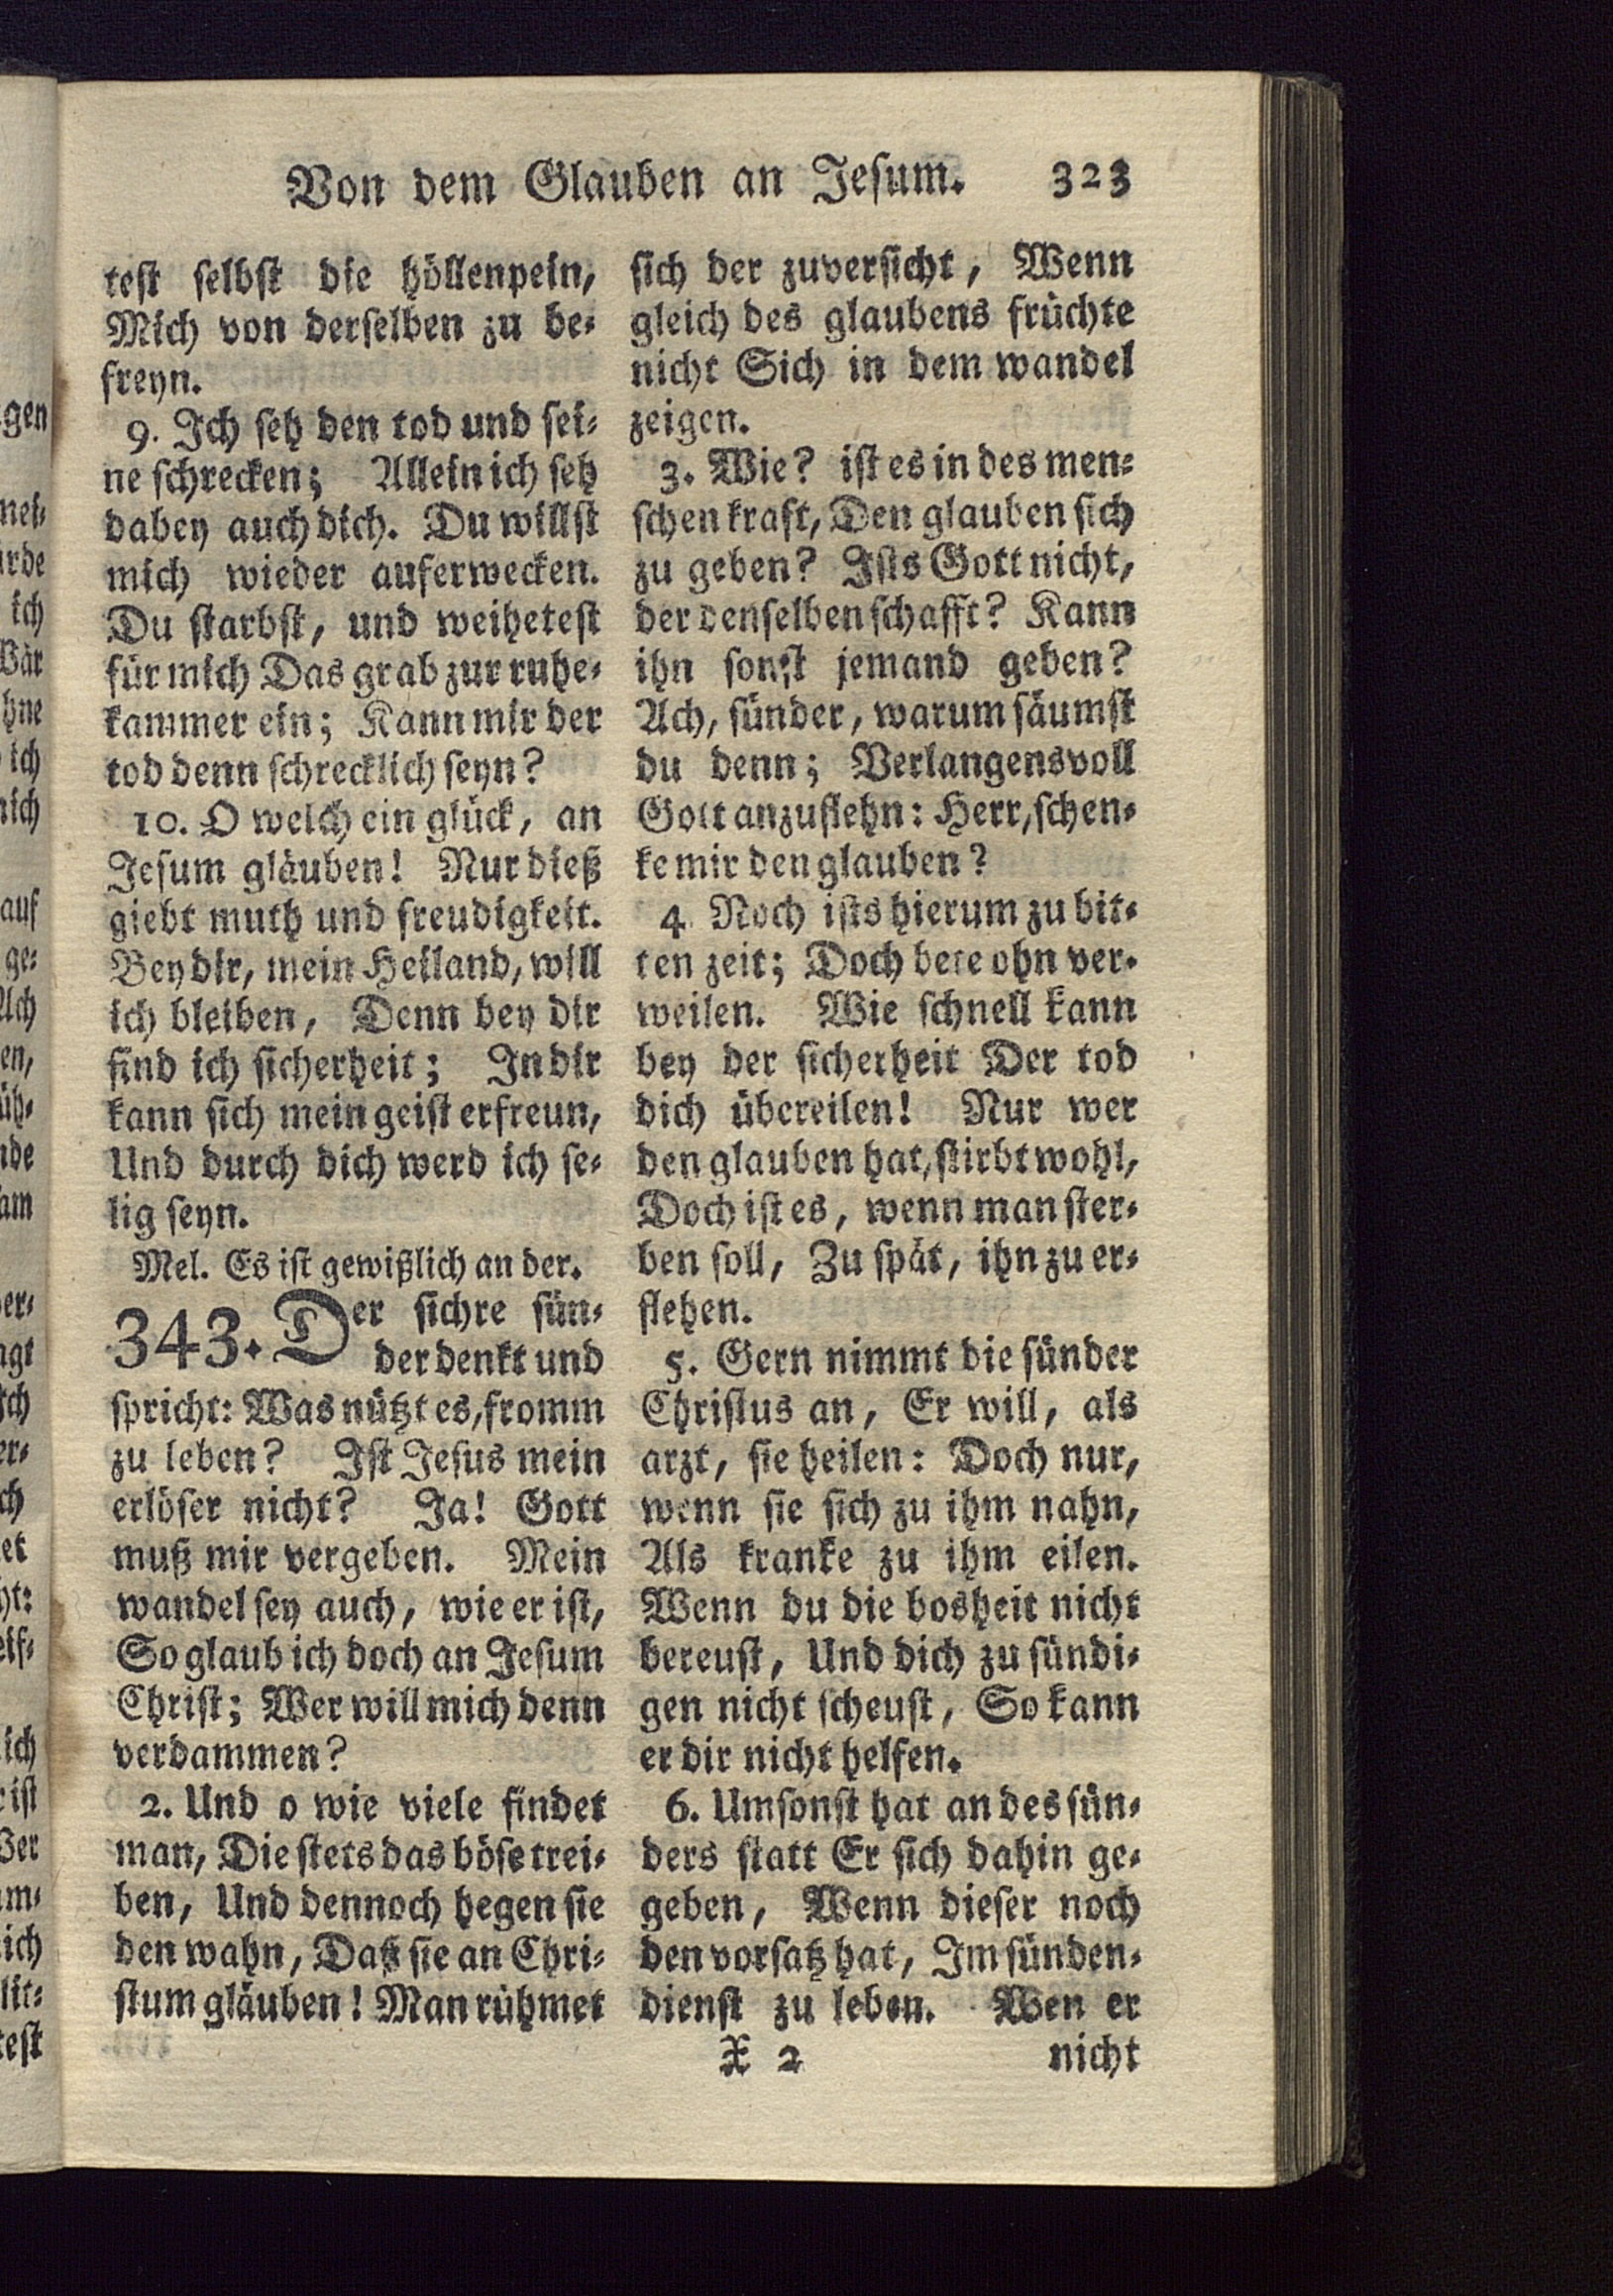 Von dem Glauben an Jesum. 323
test selbst die höllenpein,
Mich von derselben zu be-
freyn.
9. Ich seh den tod und sei-
ne schrecken; Allein ich seh
dabey auch dich. Du willst
mich wieder auferwecken.
Du starbst, und weihetest
für mich Das grab zur ruhe-
kammer ein; Kann mir der
tod denn schrecklich seyn?
10. O welch ein glück, an
Jesum gläuben! Nur dieß
giebt muth und freudigkeit.
Bey dir, mein Heiland, will
ich bleiben, Denn bey dir
find ich sicherheit; In dir
kann sich mein geist erfreun,
Und durch dich werd ich se-
lig seyn.
Mel. Es ist gewißlich an der.
343. Der sichre sün-
der denkt und
spricht: Was nützt es, fromm
zu leben? Ist Jesus mein
erlöser nicht? Ja! Gott
muß mir vergeben. Mein
wandel sey auch, wie er ist,
So glaub ich doch an Jesum
Christ; Wer will mich denn
verdammen?
2. Und o wie viele findet
man, Die stets das böse trei-
ben, Und dennoch hegen sie
den wahn, Daß sie an Chri-
stum gläuben! Man rühmet
sich der zuversicht, Wenn
gleich des glaubens früchte
nicht Sich in dem wandel
zeigen.
3. Wie? ist es in des men-
schen kraft, Den glauben sich
zu geben? Ists Gott nicht,
der denselben schafft? Kann
ihn sonst jemand geben?
Ach, sünder, warum säumst
du denn; Verlangensvoll
Gott anzuflehn: Herr, schen-
ke mir den glauben?
4. Noch ists hierum zu bit-
ten zeit; Doch bete ohn ver-
weilen. Wie schnell kann
bey der sicherheit Der tod
dich übereilen! Nur wer
den glauben hat, stirbt wohl,
Doch ist es, wenn man ster-
ben soll, Zu spät, ihn zu er-
flehen.
5. Gern nimmt die sünder
Christus an, Er will, als
arzt, sie heilen: Doch nur,
wenn sie sich zu ihm nahn,
Als kranke zu ihm eilen.
Wenn du die bosheit nicht
bereust, Und dich zu sündi-
gen nicht scheust, So kann
er dir nicht helfen.
6. Umsonst hat an des sün-
ders statt Er sich dahin ge-
geben, Wenn dieser noch
den vorsatz hat, Im sünden-
dienst zu leben. Wen er
X 2 nicht